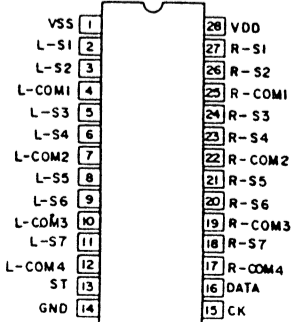 VSS 1 28 VDD
L-S1 2 27 R-S1
L-S2 3 26 R-S2
L-COM1 4 25 R-COM1
L-S3 5 24 R-S3
L-S4 6 23 R-S4
L-COM2 7 22 R-COM2
L-S5 8 21 R-S5
L-S6 9 20 R-S6
L-COM3 10 19 R-COM3
L-S7 11 18 R-S7
L-COM4 12 17 R-COM4
ST 13 16 DATA
GND 14 15 CK